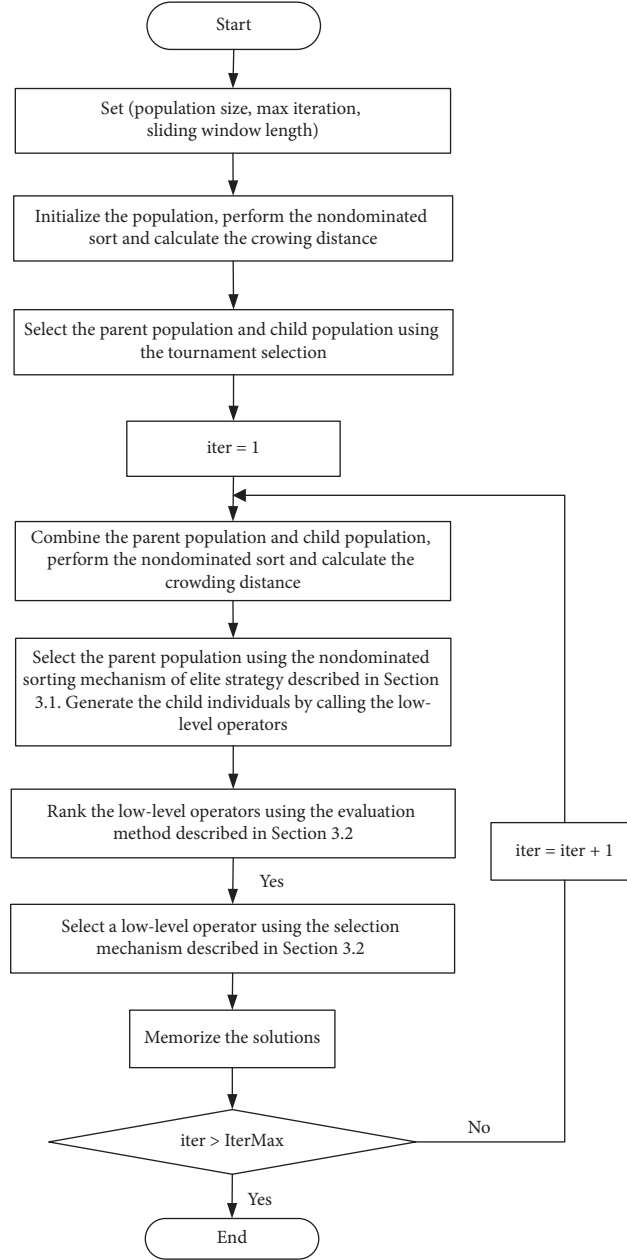 Start
Set (population size, max iteration,
sliding window length)
Initialize the population, perform the nondominated
sort and calculate the crowing distance
Select the parent population and child population using
the tournament selection
iter = 1
Combine the parent population and child population,
perform the nondominated sort and calculate the
crowding distance
Select the parent population using the nondominated
sorting mechanism of elite strategy described in Section
3.1. Generate the child individuals by calling the low-
level operators
Rank the low-level operators using the evaluation
method described in Section 3.2
iter = iter + 1
Yes
Select a low-level operator using the selection
mechanism described in Section 3.2
Memorize the solutions
iter > IterMax
No
Yes
End